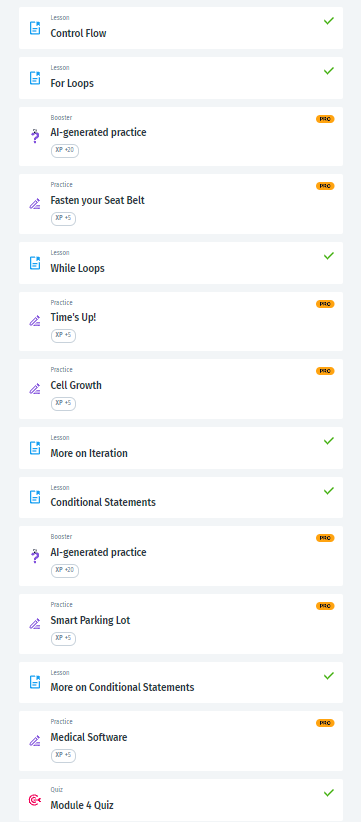 Lesson
Control Flow
Lesson
For Loops
Booster
PRO
AI-generated practice
XP +20
Practice
PRO
Fasten your Seat Belt
XP +5
Lesson
While Loops
Practice
PRO
Time's Up!
XP +5
Practice
PRO
Cell Growth
XP +5
Lesson
More on Iteration
Lesson
Conditional Statements
Booster
PRO
AI-generated practice
XP +20
Practice
PRO
Smart Parking Lot
XP +5
Lesson
More on Conditional Statements
Practice
PRO
Medical Software
XP +5
Quiz
Module 4 Quiz